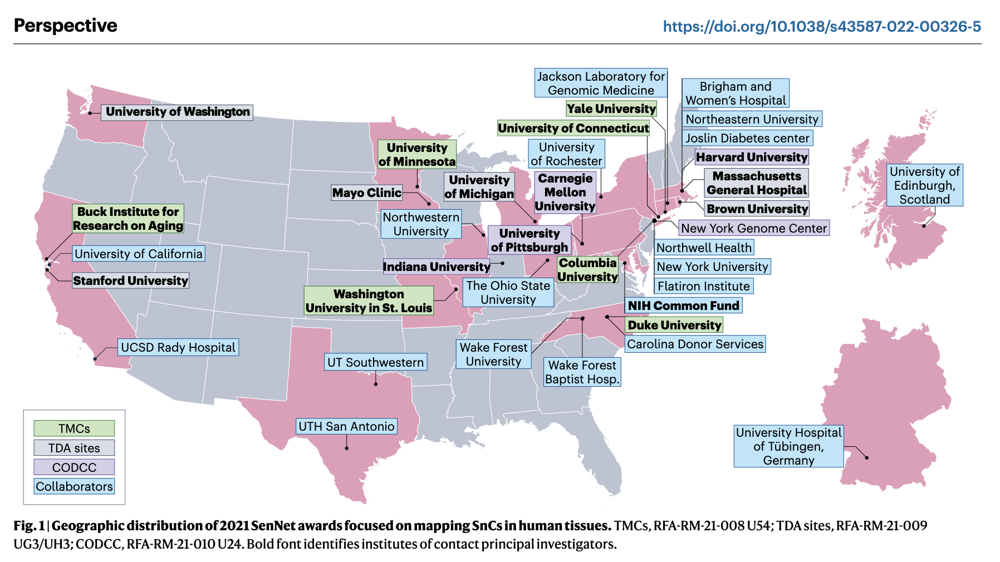 Perspective
https://doi.org/10.1038/s43587-022-00326-5
Jackson Laboratory for
Genomic Medicine
Brigham and
Women's Hospital
Yale University
University of Washington
Northeastern University
University of Connecticut
Joslin Diabetes center
University
of Minnesota
University
of Rochester
Harvard University
University of
Edinburgh,
Scotland
Massachusetts
General Hospital
Carnegie
Mellon
University
University
of Michigan
Mayo Clinic
Brown University
Buck Institute for
Research on Aging
Northwestern
University
New York Genome Center
University
of Pittsburgh
Northwell Health
University of California
Indiana University
Columbia
University
New York University
Stanford University
The Ohio State
University
Flatiron Institute
Washington
University in St. Louis
NIH Common Fund
Duke University
UCSD Rady Hospital
Wake Forest
University
Carolina Donor Services
UT Southwestern
Wake Forest
Baptist Hosp.
UTH San Antonio
University Hospital
of Tübingen,
Germany
TMCs
TDA sites
CODCC
Collaborators
Fig. 1 | Geographic distribution of 2021 SenNet awards focused on mapping SnCs in human tissues. TMCs, RFA-RM-21-008 U54; TDA sites, RFA-RM-21-009
UG3/UH3; CODCC, RFA-RM-21-010 U24. Bold font identifies institutes of contact principal investigators.